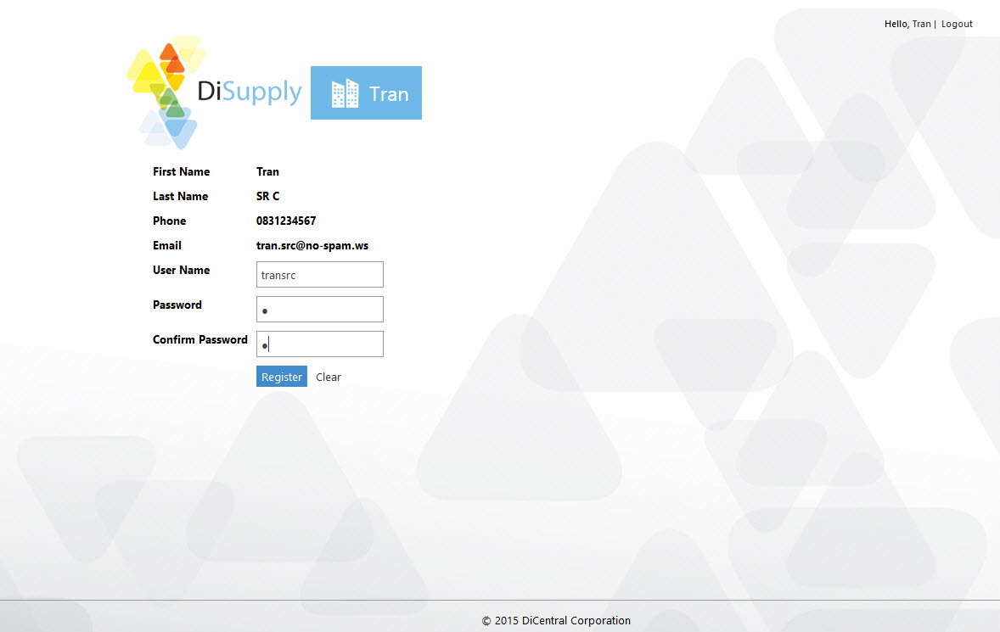 Hello, Tran | Logout
DiSupply
Tran
First Name Tran
Last Name SR C
Phone 0831234567
Email tran.src@no-spam.ws
User Name transrc
Password ●
Confirm Password ●
Register Clear
© 2015 DiCentral Corporation